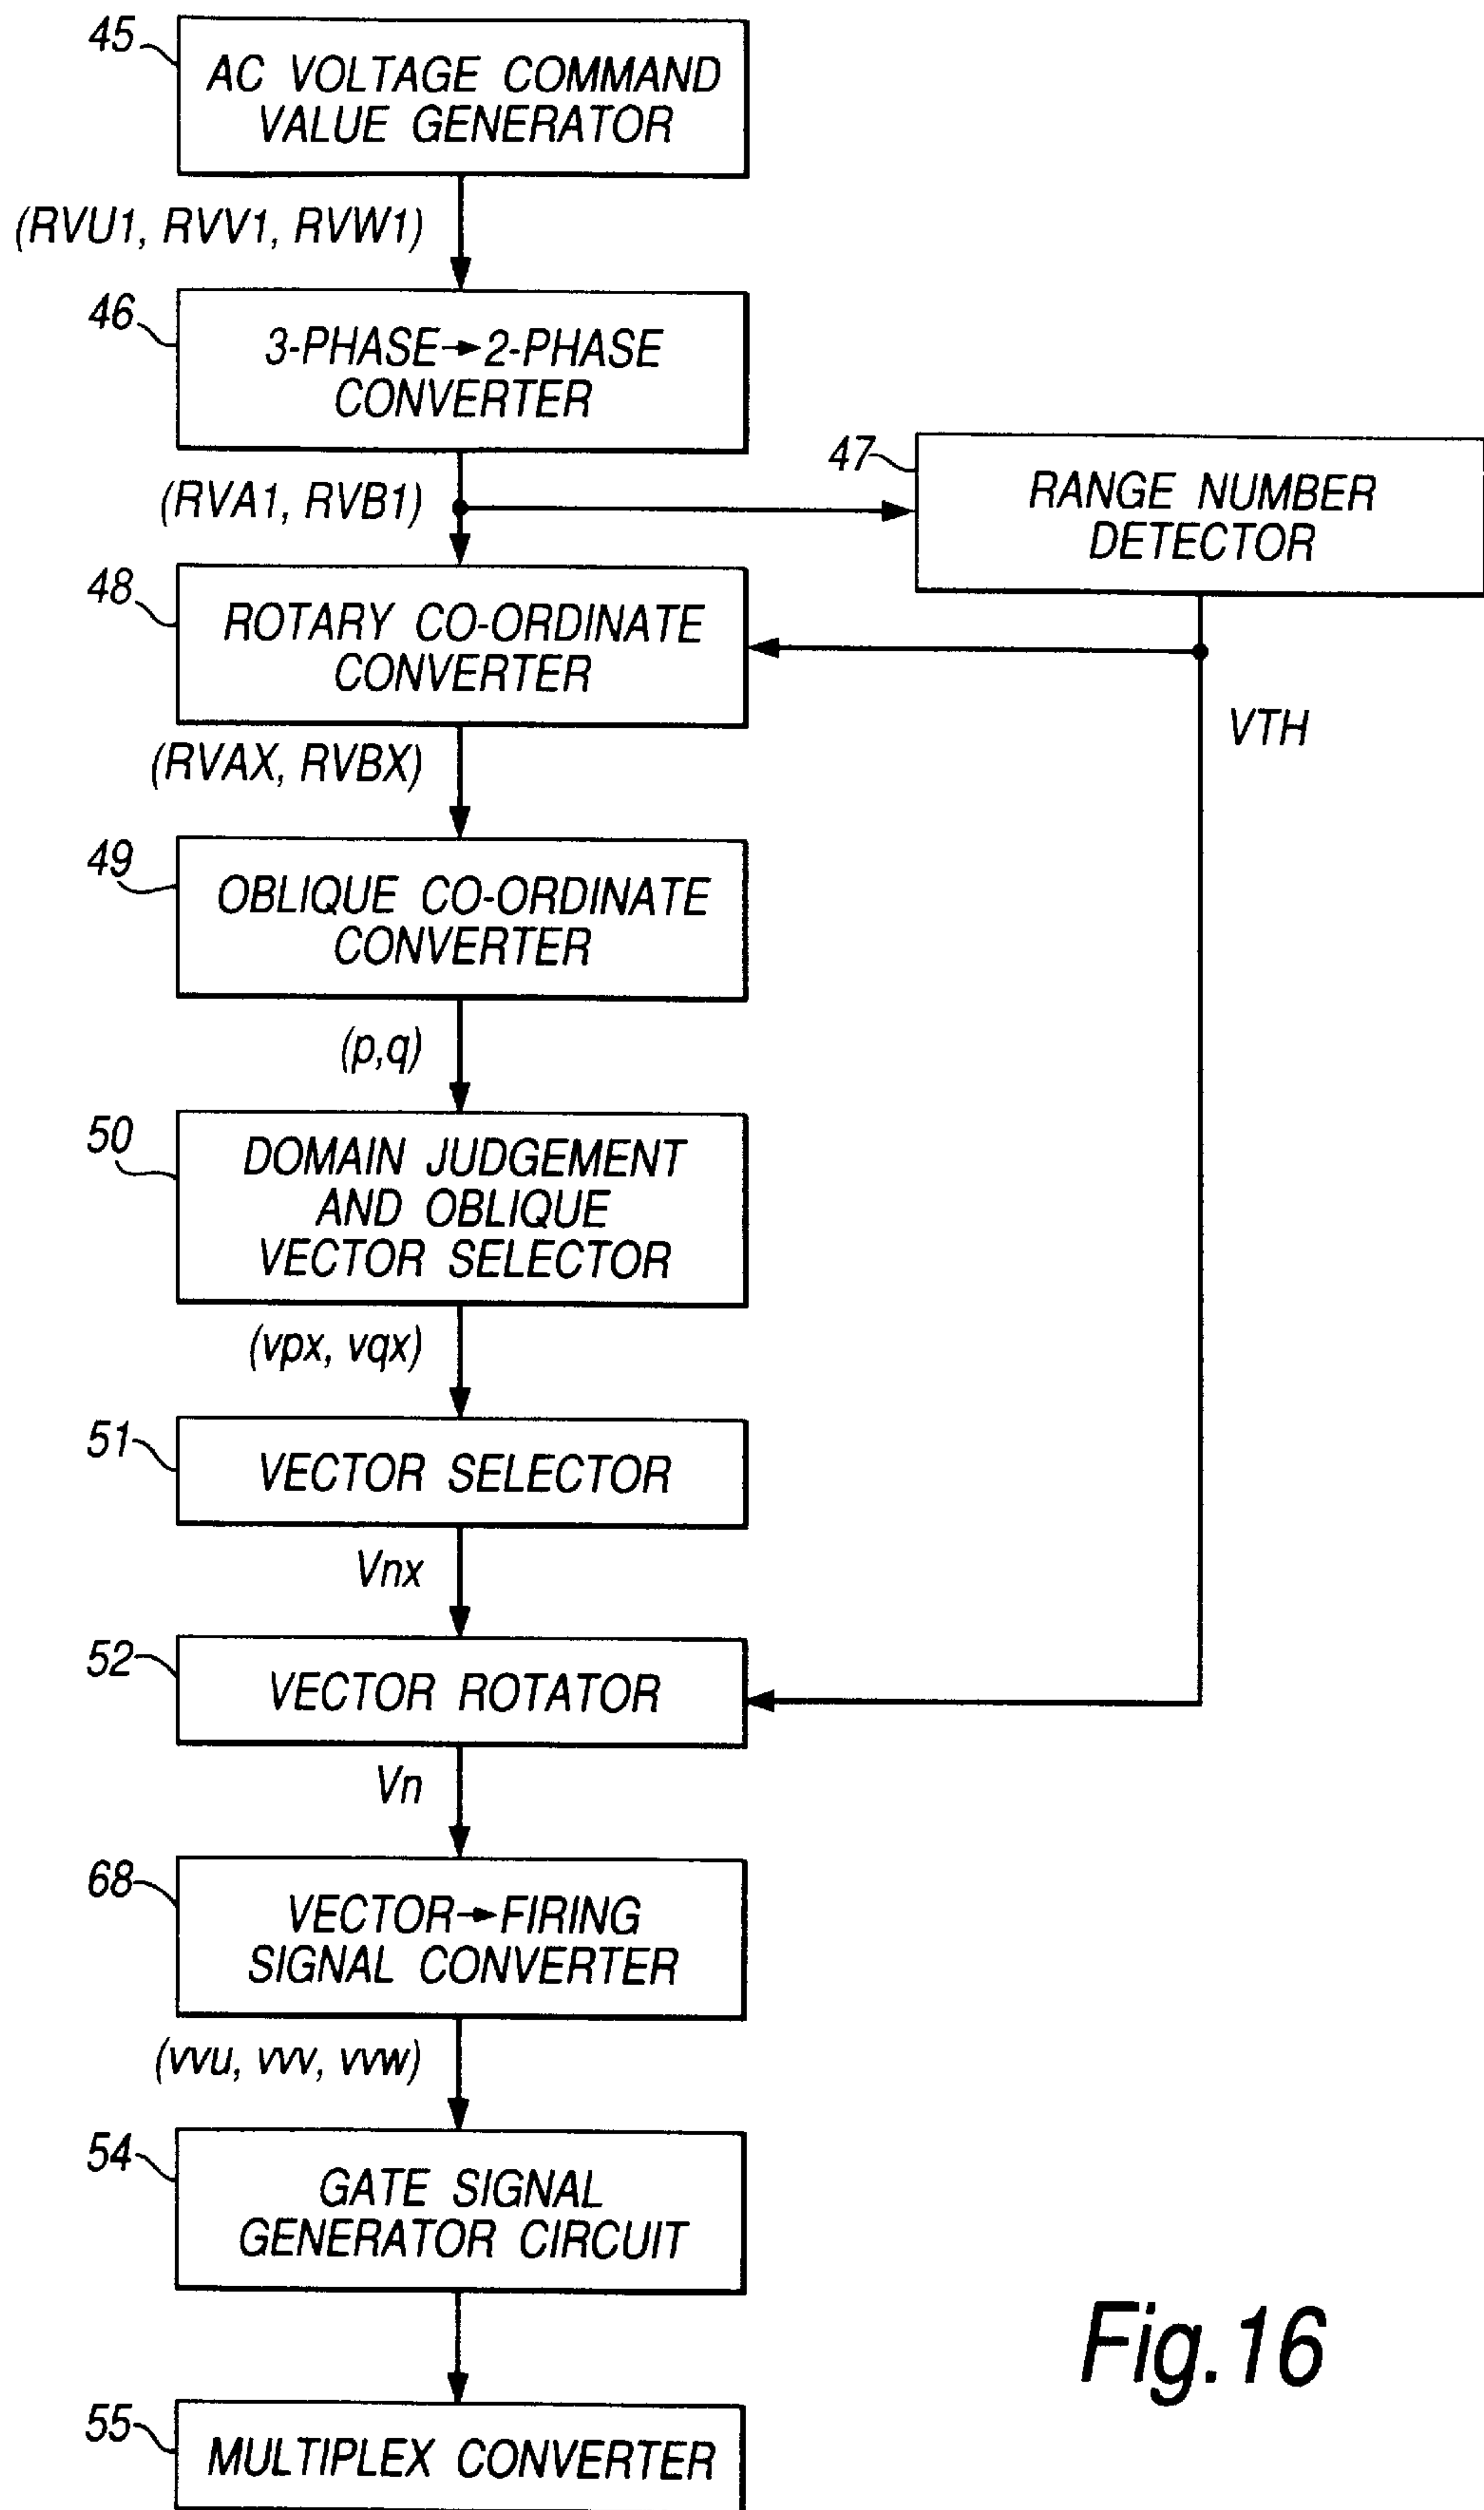 45
AC VOLTAGE COMMAND
VALUE GENERATOR
(RVU1, RVV1, RVW1)
46
3-PHASE→2-PHASE
CONVERTER
(RVA1, RVB1)
47
RANGE NUMBER
DETECTOR
48
ROTARY CO-ORDINATE
CONVERTER
VTH
(RVAX, RVBX)
49
OBLIQUE CO-ORDINATE
CONVERTER
(p,q)
50
DOMAIN JUDGEMENT
AND OBLIQUE
VECTOR SELECTOR
(vpx, vqx)
51
VECTOR SELECTOR
Vnx
52
VECTOR ROTATOR
Vn
68
VECTOR→FIRING
SIGNAL CONVERTER
(vvu, vvv, vvw)
54
GATE SIGNAL
GENERATOR CIRCUIT
55
MULTIPLEX CONVERTER
Fig.16